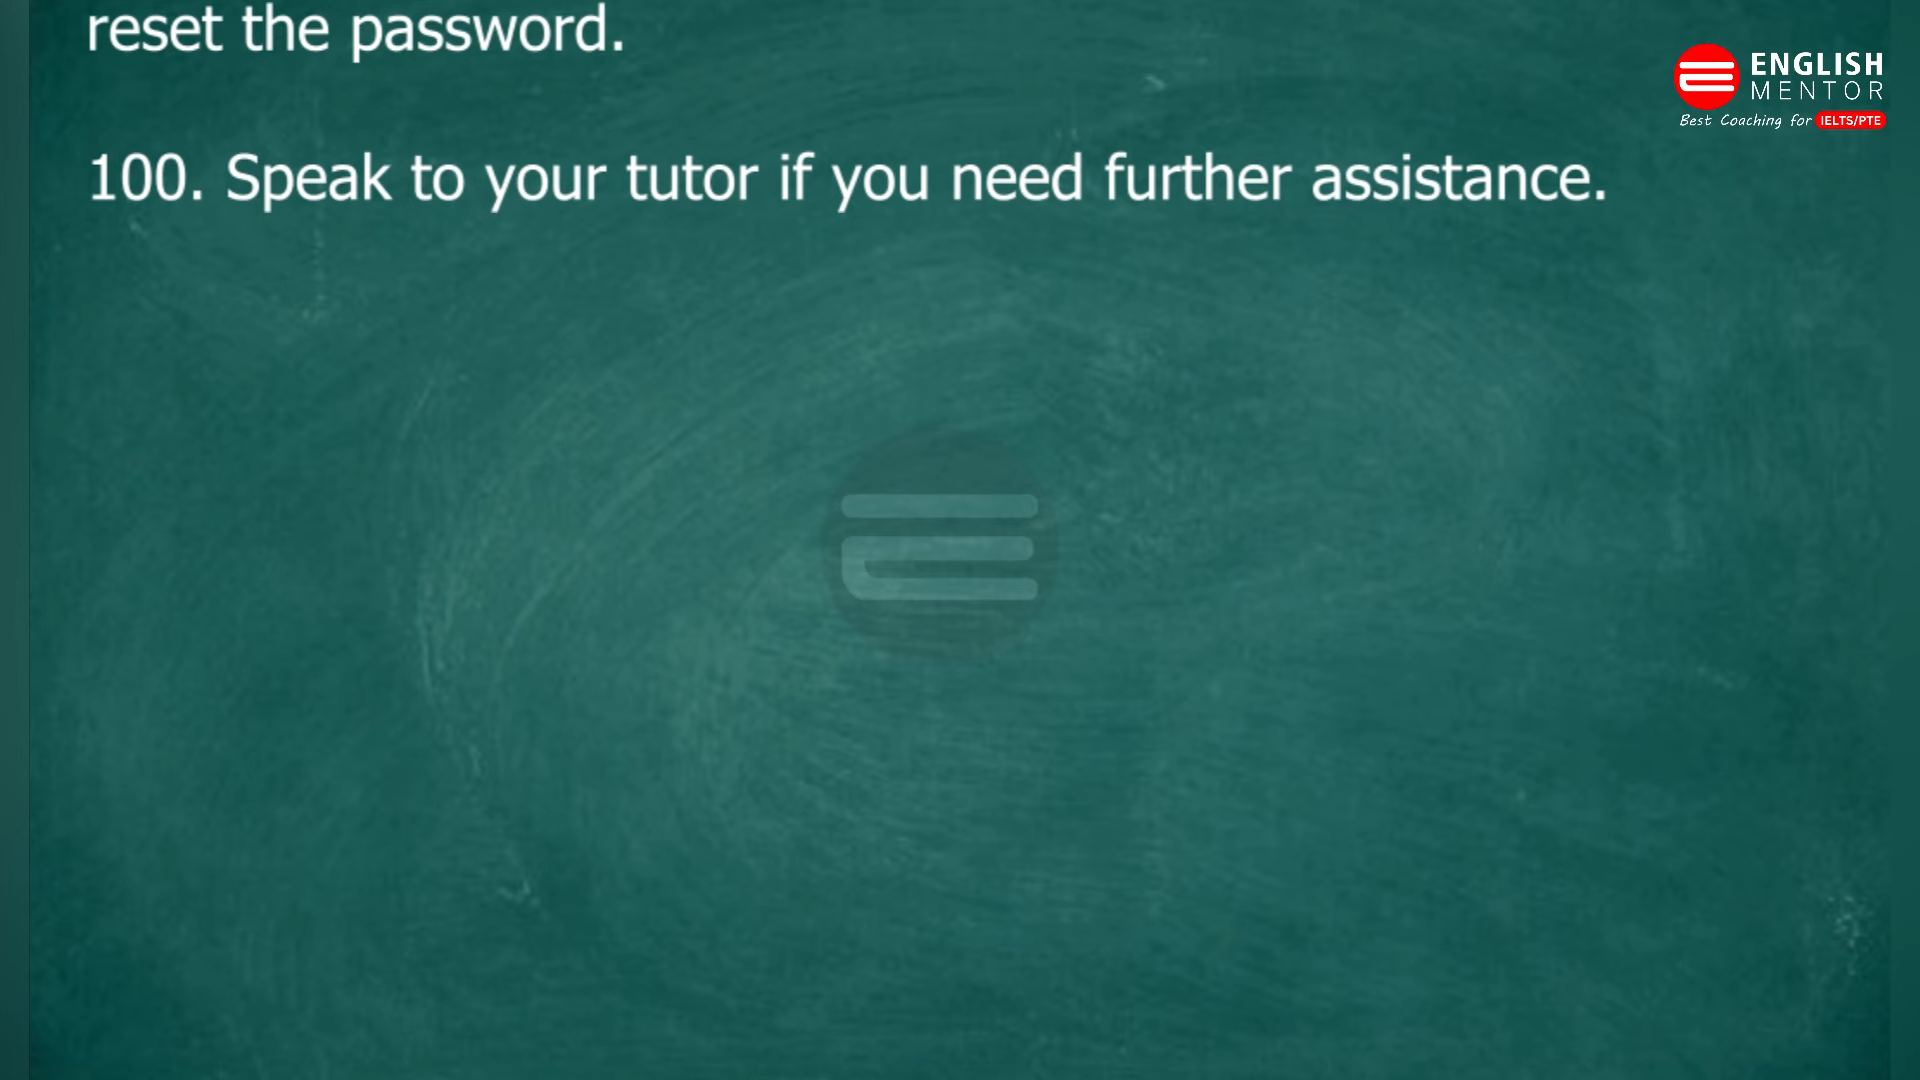 reset the password.
ENGLISH
MENTOR
Best Coaching for IELTS/PTE
100. Speak to your tutor if you need further assistance.